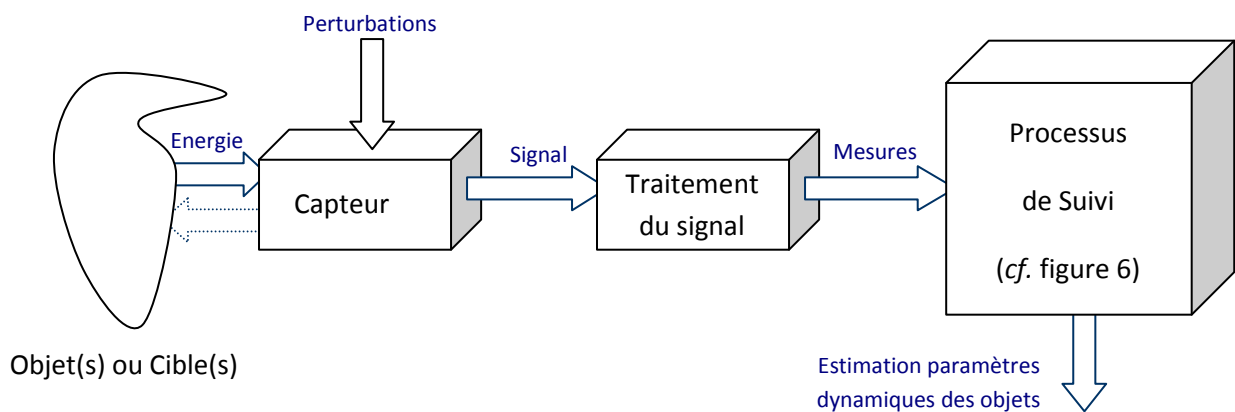 Perturbations
Energie
Capteur
Signal
Traitement
du signal
Mesures
Processus
de Suivi
(cf. figure 6)
Objet(s) ou Cible(s)
Estimation paramètres
dynamiques des objets